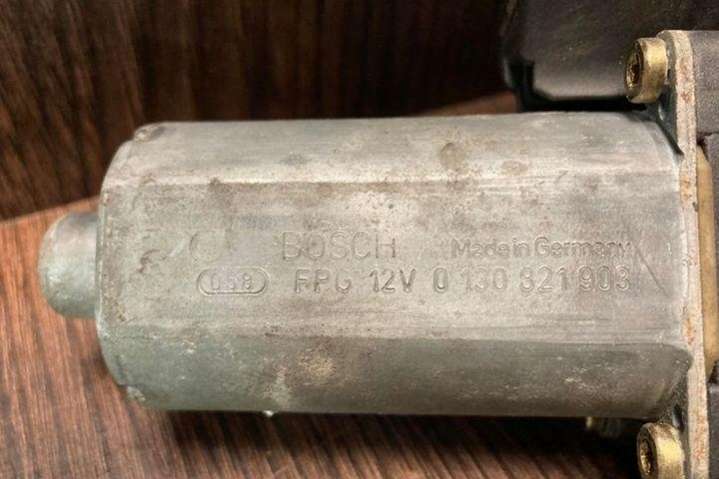 BOSCH Made in Germany
FPG 12V 0 130 821 903